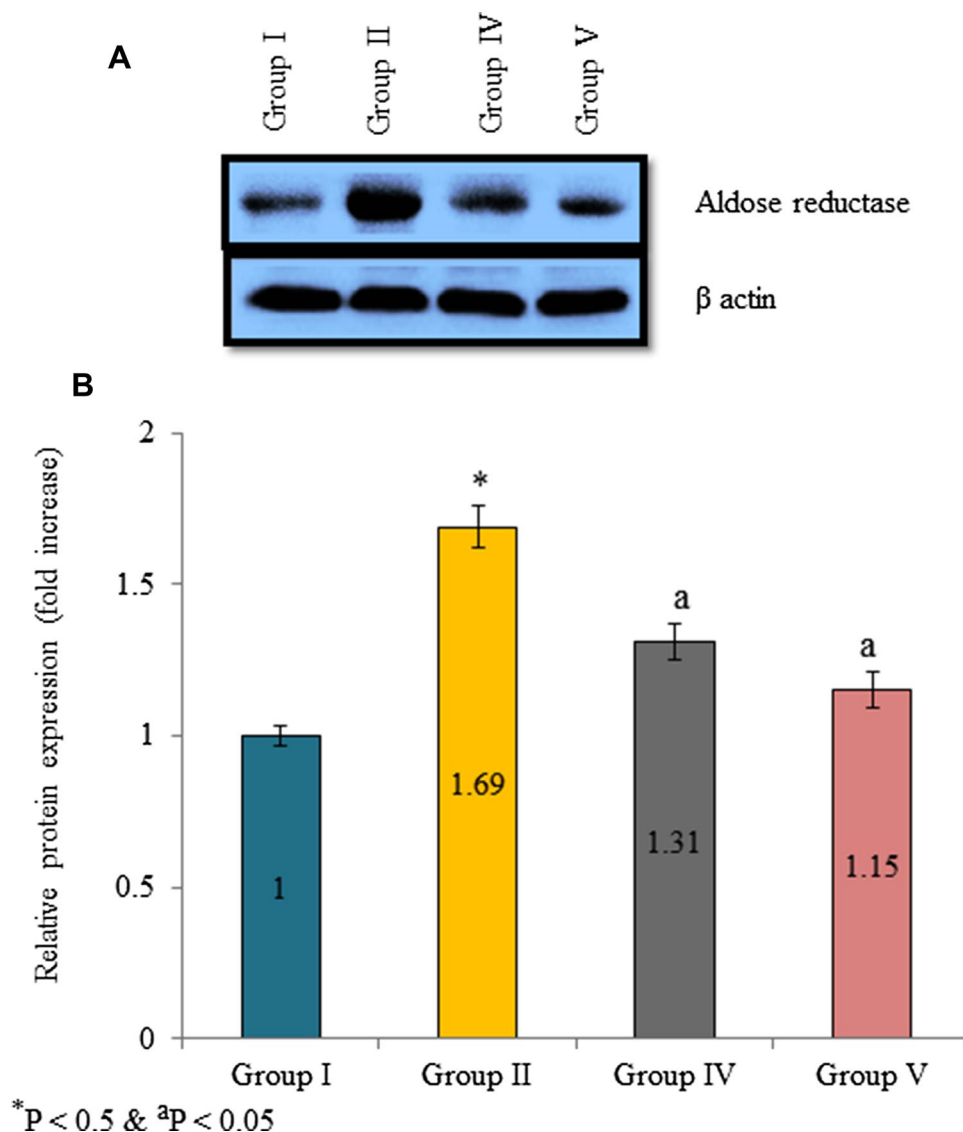 A
Group I
Group II
Group IV
Group V
Aldose reductase
β actin
B
Relative protein expression (fold increase)
2
1.5
1
0.5
0
*
a
a
1
1.69
1.31
1.15
Group I
Group II
Group IV
Group V
*P < 0.5 & aP < 0.05